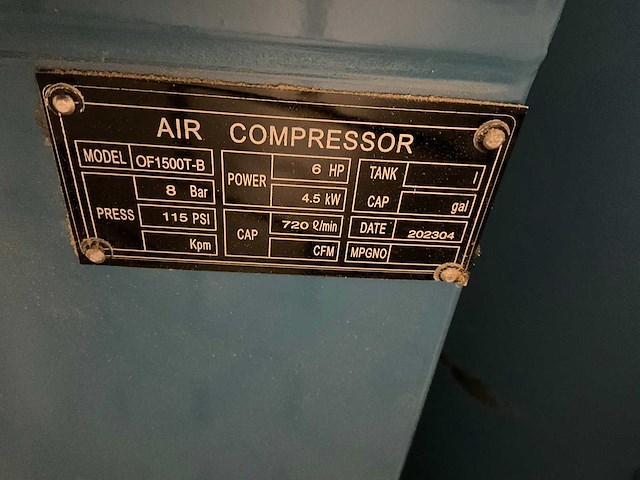 AIR COMPRESSOR
MODEL OF1500T-B
PRESS
8 Bar
115 PSI
Kpm
POWER
6 HP
4.5 kW
CAP
720 ℓ/min
CFM
TANK
CAP
l
gal
DATE 202304
MPGNO